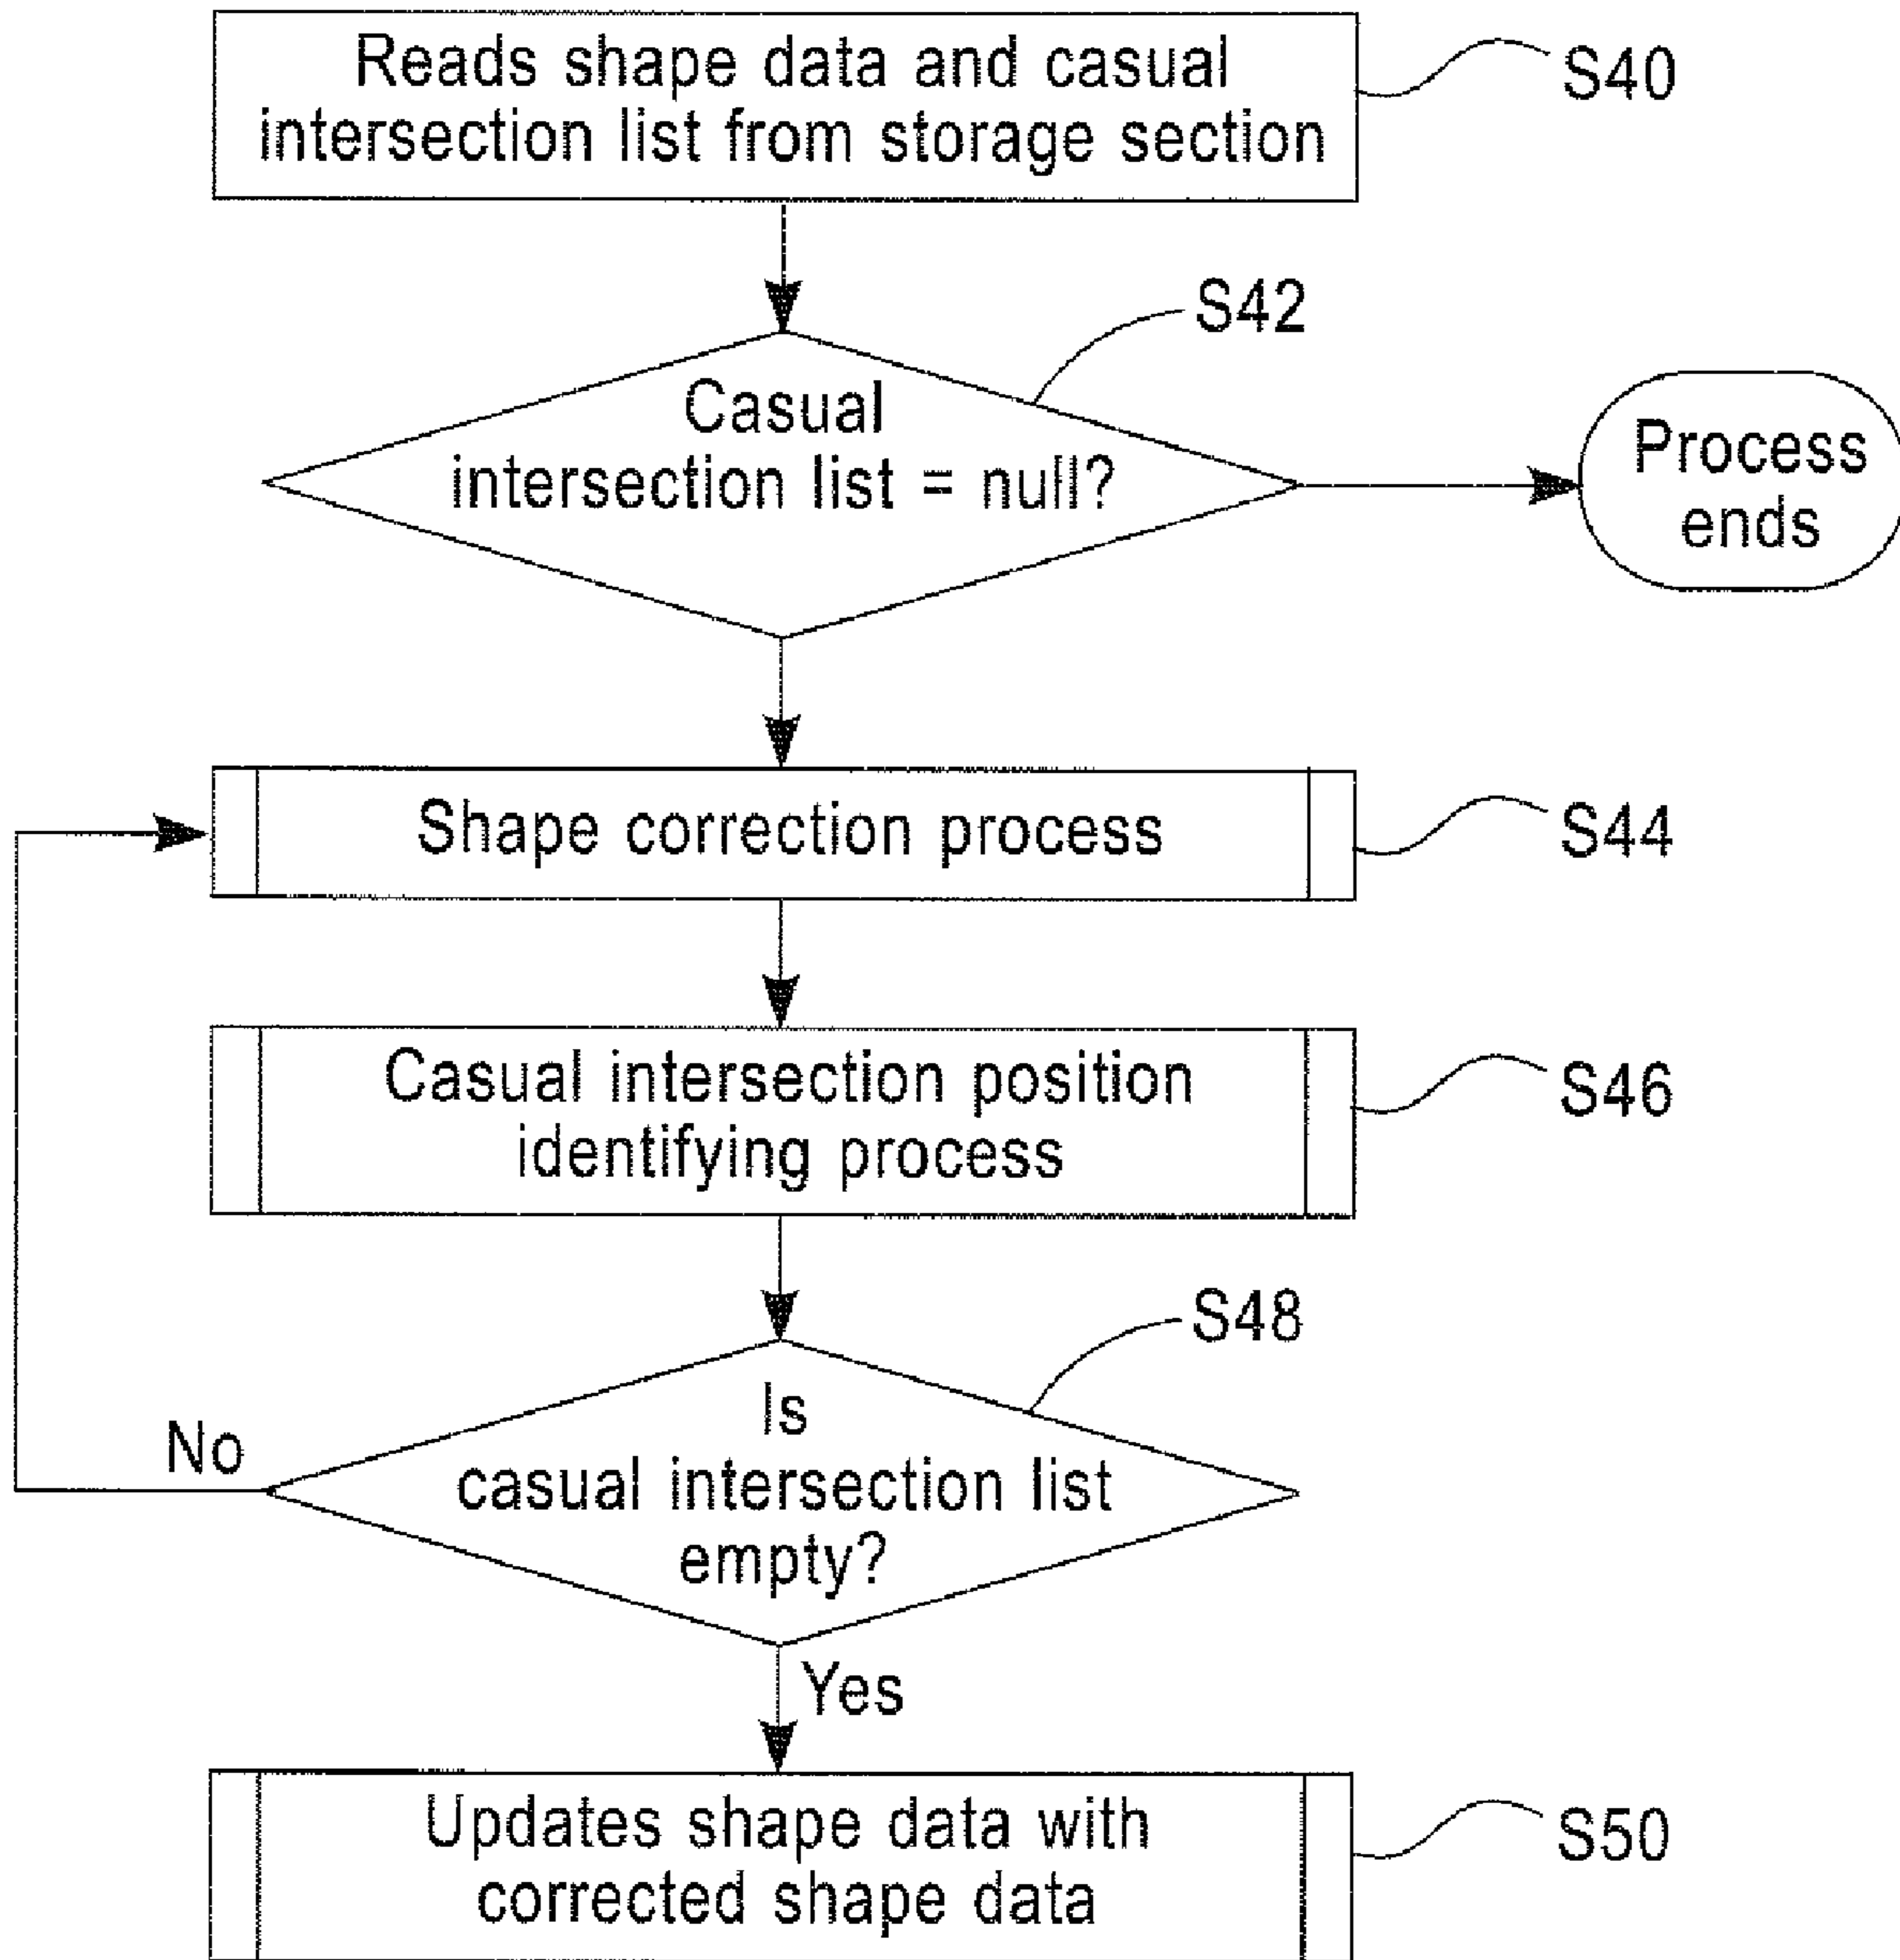 Reads shape data and casual
intersection list from storage section
S40
S42
Casual
intersection list = null?
Process
ends
Shape correction process
S44
Casual intersection position
identifying process
S46
S48
Is
casual intersection list
empty?
No
Yes
Updates shape data with
corrected shape data
S50